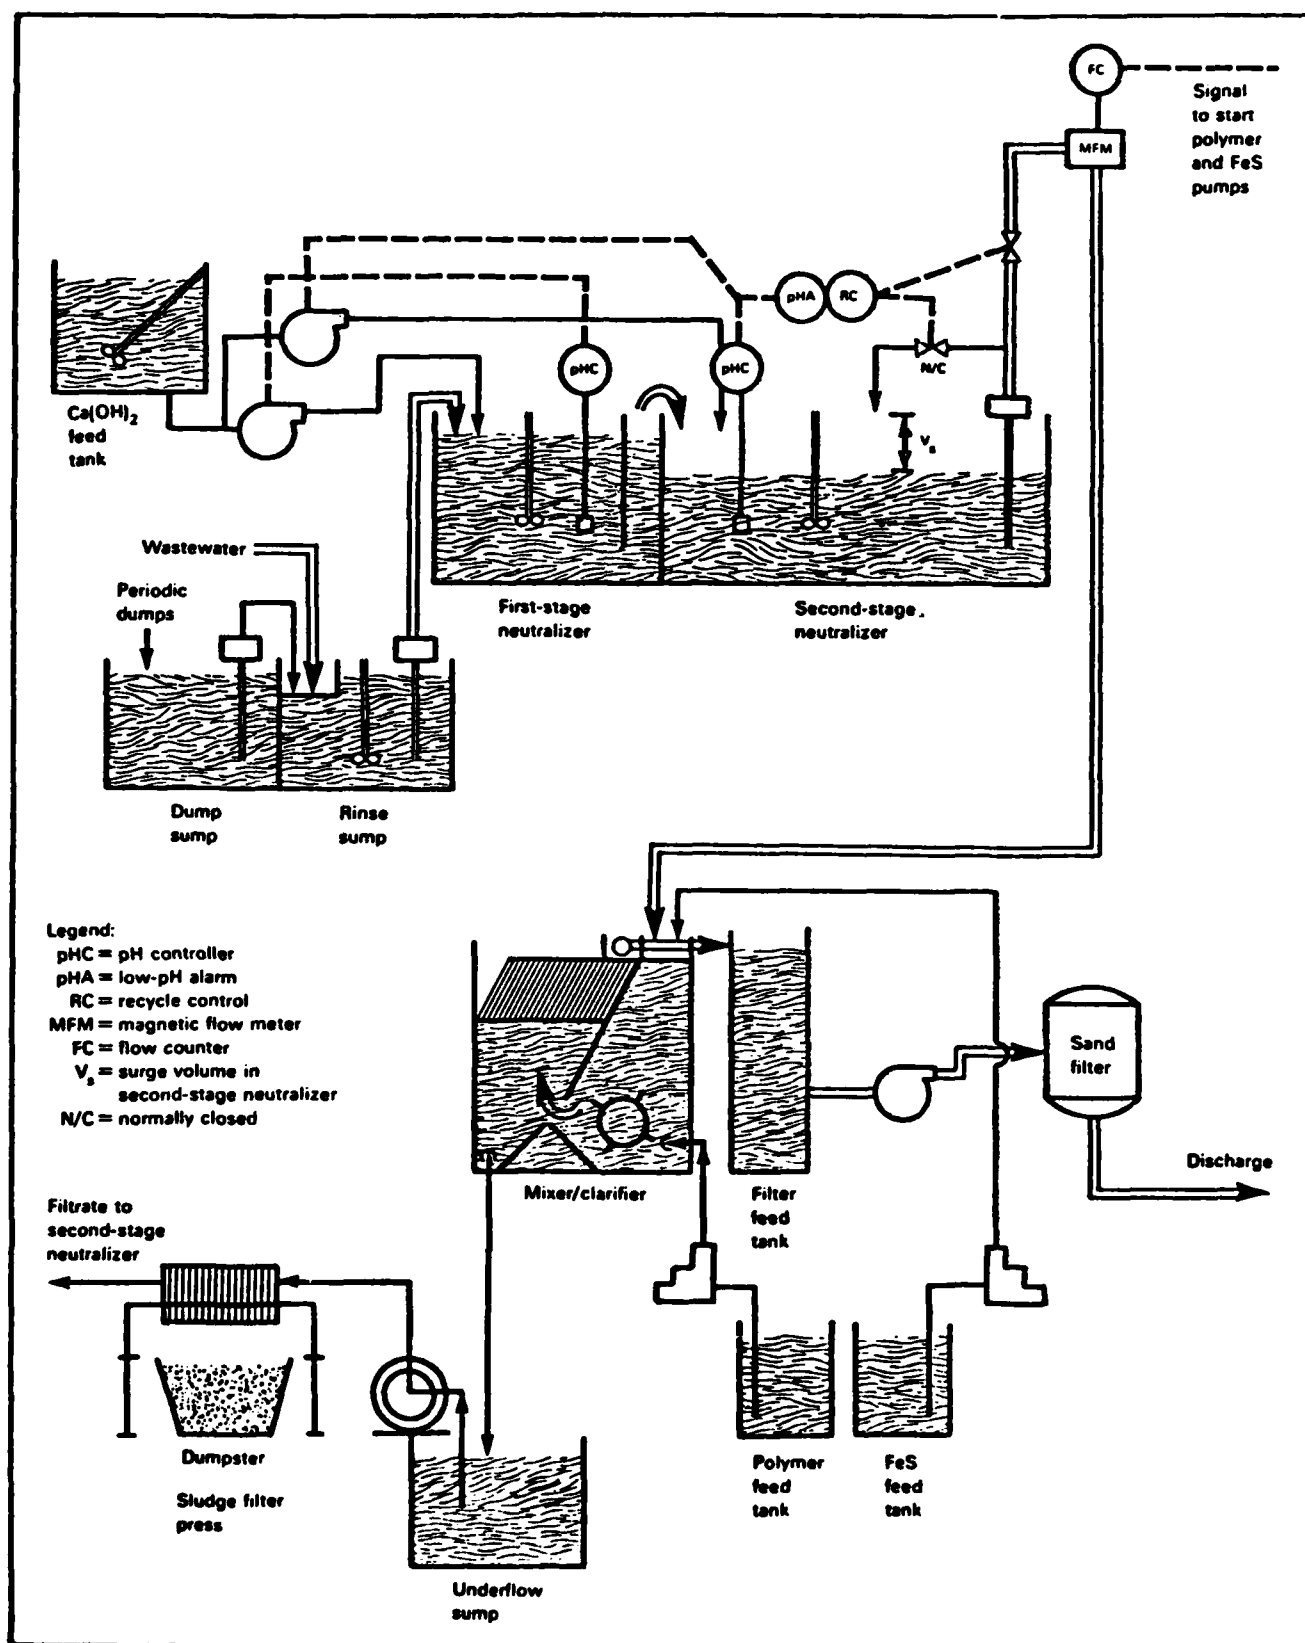 FC
Signal
to start
polymer
and FeS
pumps
MFM
pHA
RC
pHC
pHC
N/C
Vs
Ca(OH)2
feed
tank
Wastewater
Periodic
dumps
First-stage
neutralizer
Second-stage
neutralizer
Dump
sump
Rinse
sump
Legend:
pHC = pH controller
pHA = low-pH alarm
RC = recycle control
MFM = magnetic flow meter
FC = flow counter
Vs = surge volume in
second-stage neutralizer
N/C = normally closed
Sand
filter
Discharge
Mixer/clarifier
Filter
feed
tank
Filtrate to
second-stage
neutralizer
Dumpster
Sludge filter
press
Polymer
feed
tank
FeS
feed
tank
Underflow
sump